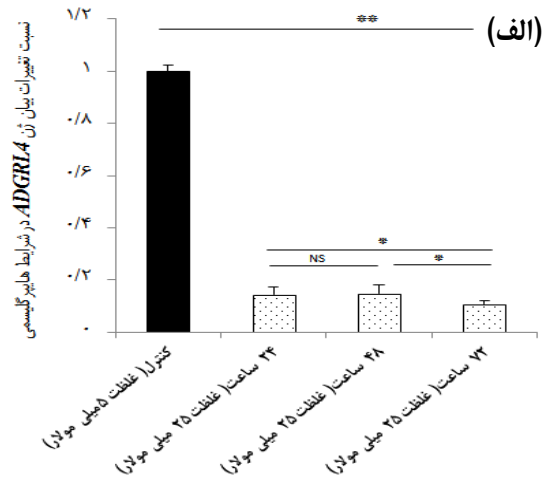 (الف)
**
۱/۲
۱
۰/۸
۰/۶
۰/۴
۰/۲
۰
نسبت تغییرات بیان ژن ADGRL4 در شرایط هایپرگلیسمی
*
NS
*
کنترل( غلظت ۵میلی مولار)
۲۴ ساعت( غلظت ۲۵ میلی مولار)
۴۸ ساعت( غلظت ۲۵ میلی مولار)
۷۲ ساعت( غلظت ۲۵ میلی مولار)